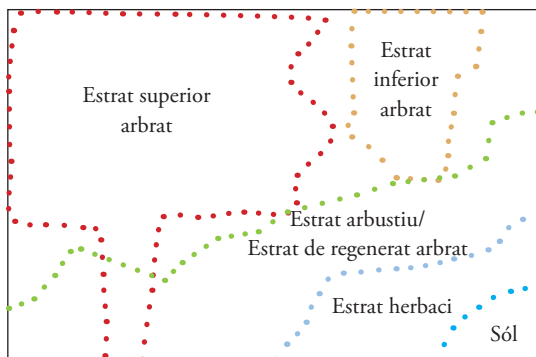 Estrat superior
arbrat
Estrat
inferior
arbrat
Estrat arbustiu/
Estrat de regenerat arbrat
Estrat herbaci
Sól